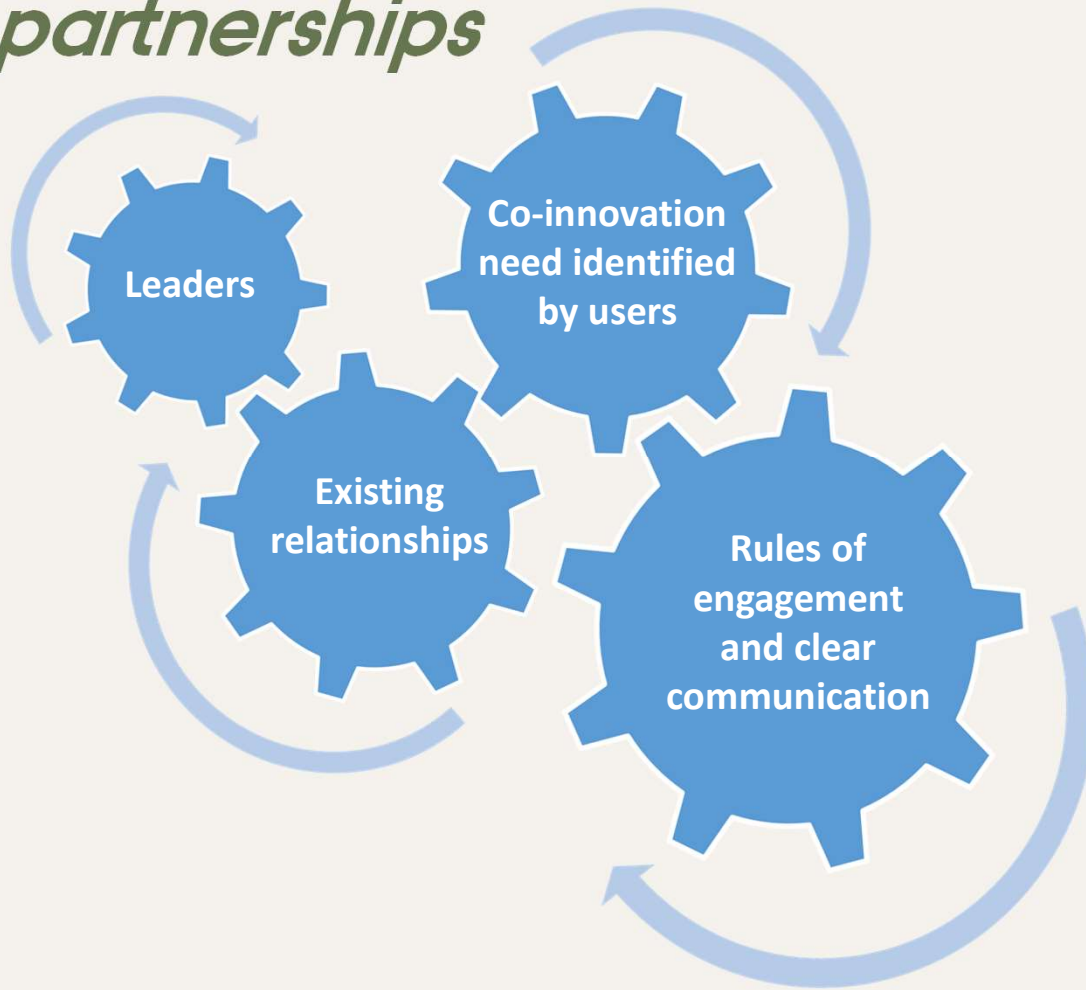 partnerships
Leaders
Co-innovation
need identified
by users
Existing
relationships
Rules of
engagement
and clear
communication